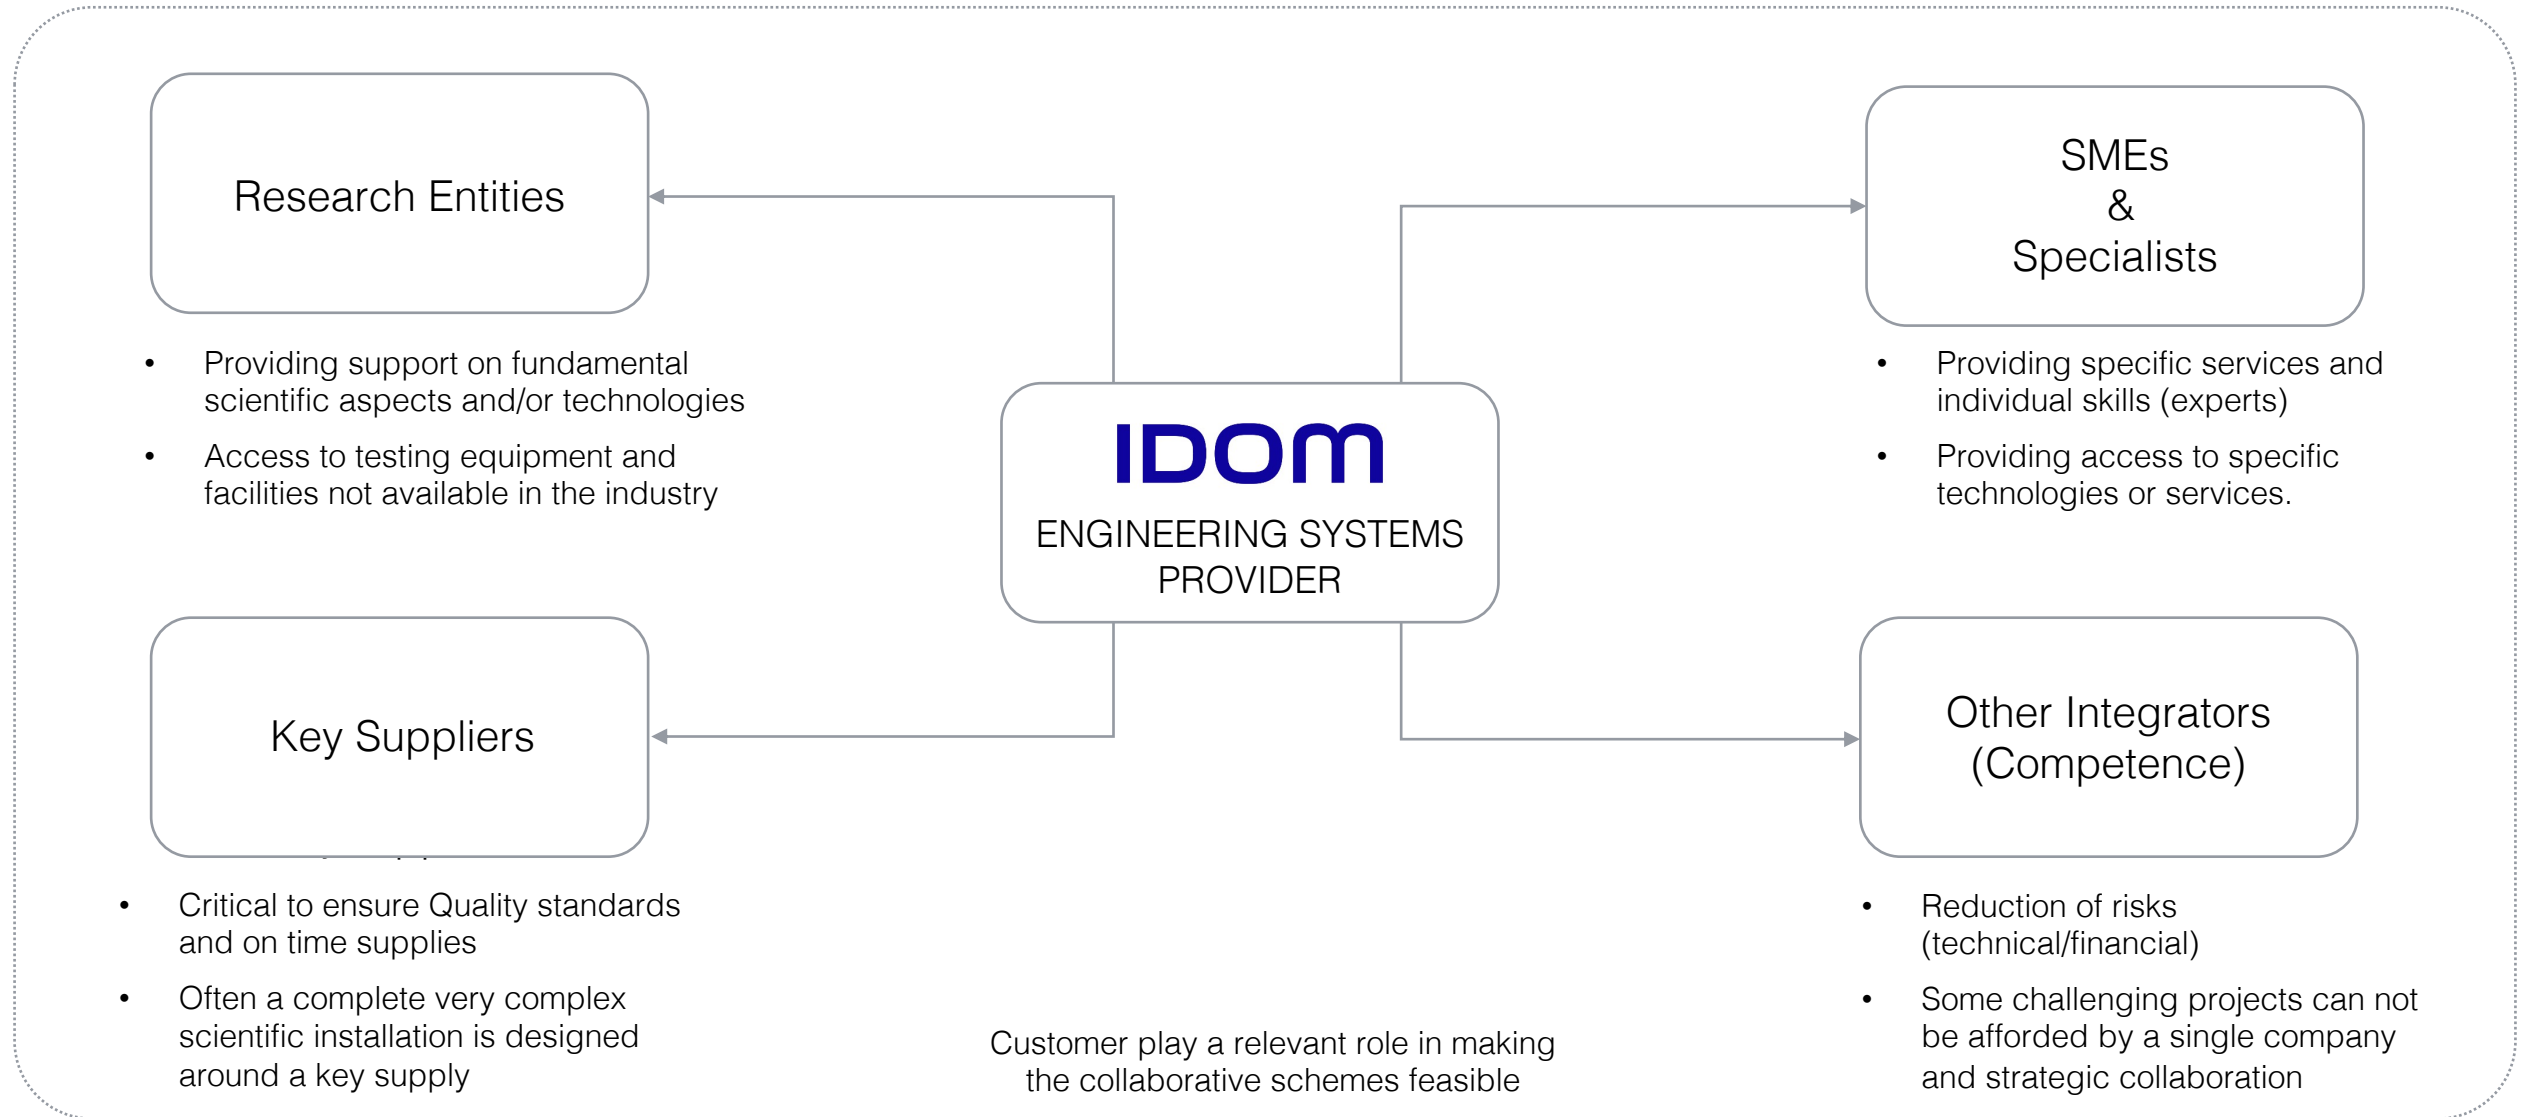 Research Entities
• Providing support on fundamental
scientific aspects and/or technologies
• Access to testing equipment and
facilities not available in the industry
SMEs
&
Specialists
• Providing specific services and
individual skills (experts)
• Providing access to specific
technologies or services.
IDOM
ENGINEERING SYSTEMS
PROVIDER
Key Suppliers
• Critical to ensure Quality standards
and on time supplies
• Often a complete very complex
scientific installation is designed
around a key supply
Other Integrators
(Competence)
• Reduction of risks
(technical/financial)
• Some challenging projects can not
be afforded by a single company
and strategic collaboration
Customer play a relevant role in making
the collaborative schemes feasible